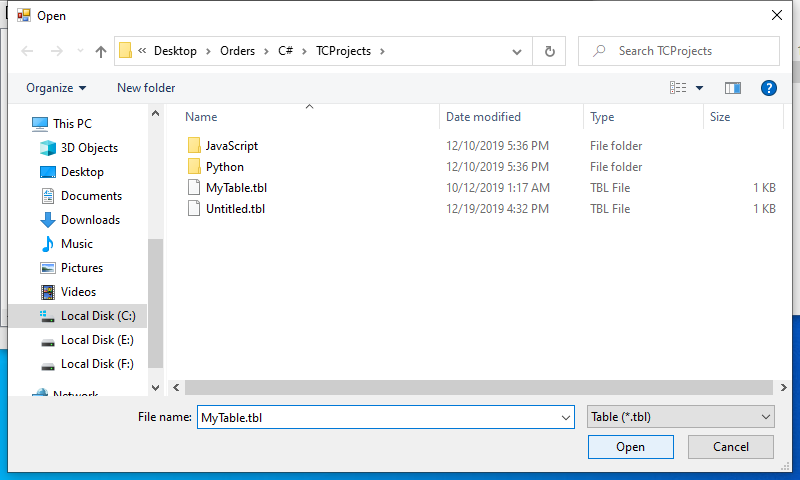 Open
« Desktop > Orders > C# > TCProjects >
Search TCProjects
Organize
New folder
?
Name
Date modified
Type
Size
This PC
3D Objects
Desktop
Documents
Downloads
Music
Pictures
Videos
Local Disk (C:)
Local Disk (E:)
Local Disk (F:)
Network
JavaScript 12/10/2019 5:36 PM File folder
Python 12/10/2019 5:36 PM File folder
MyTable.tbl 10/12/2019 1:17 AM TBL File 1 KB
Untitled.tbl 12/19/2019 4:32 PM TBL File 1 KB
File name: MyTable.tbl
Table (*.tbl)
Open
Cancel